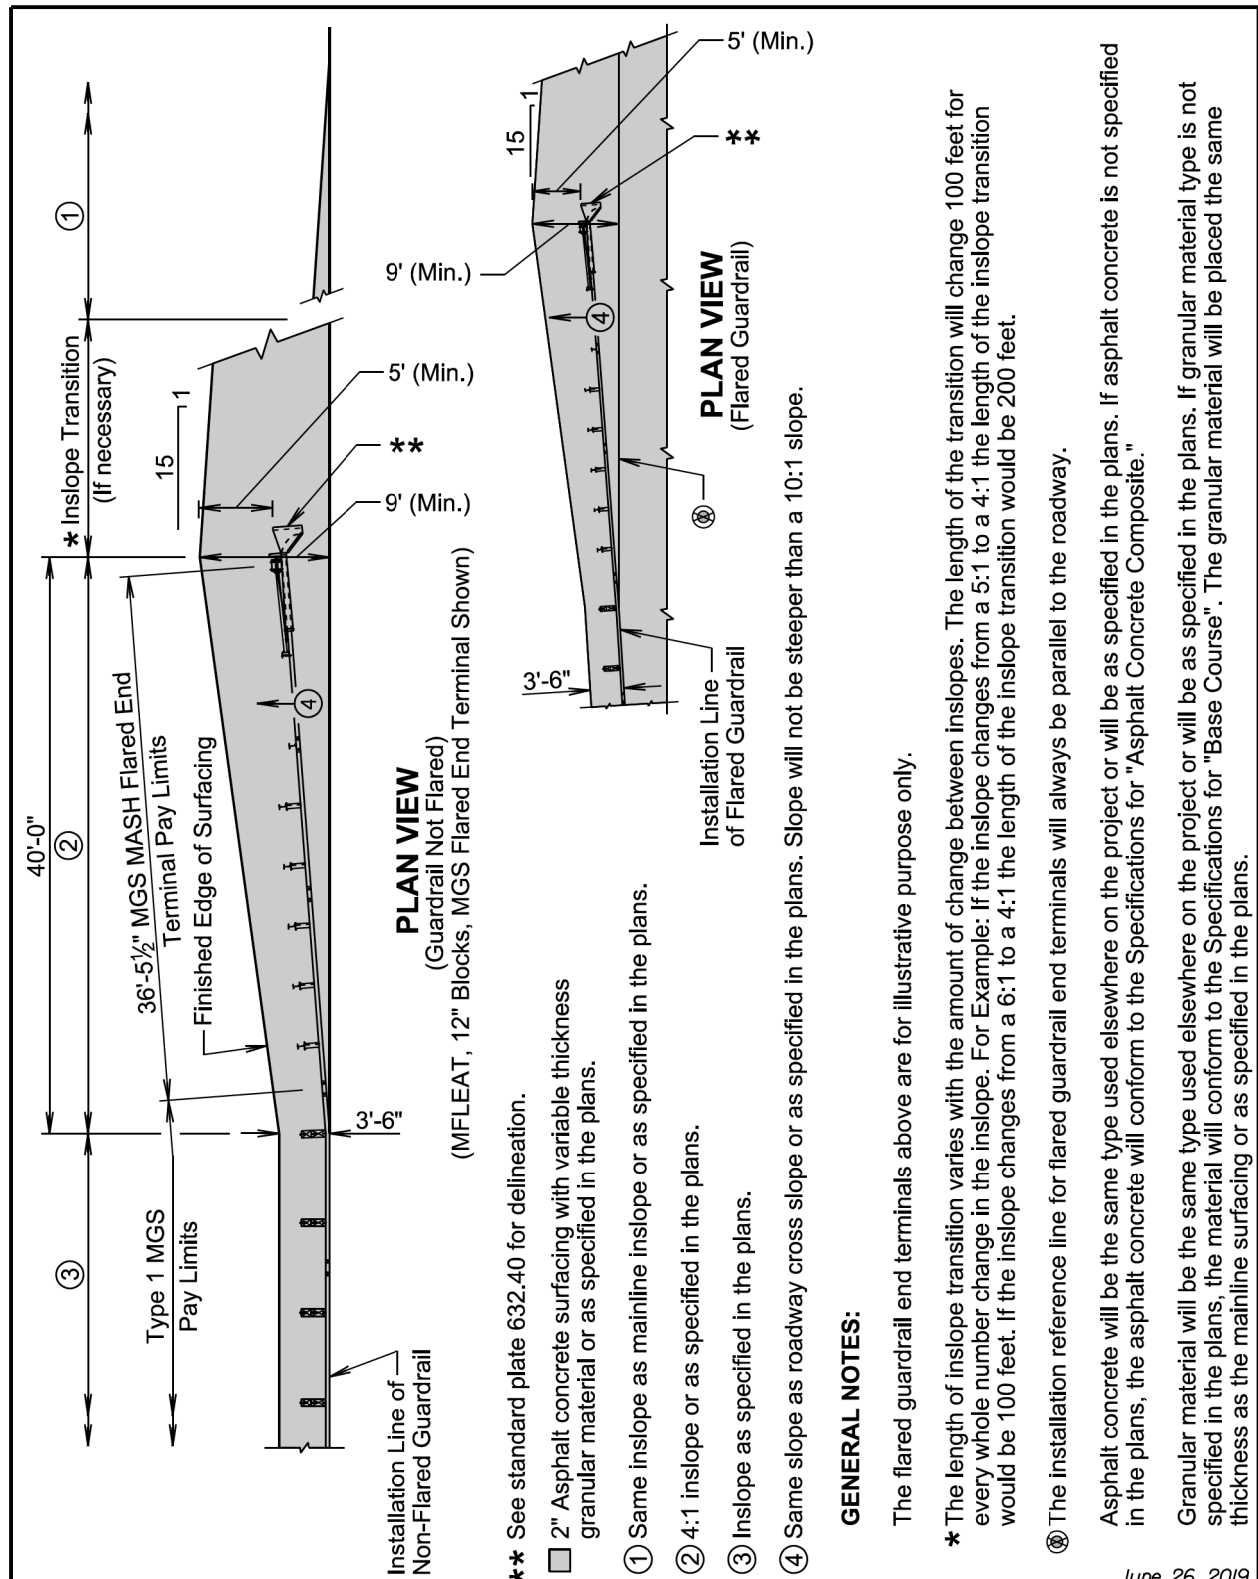 40'-0"
③
②
* Inslope Transition
(If necessary)
①
Type 1 MGS
Pay Limits
36'-5½" MGS MASH Flared End
Terminal Pay Limits
Finished Edge of Surfacing
15
1
④
3'-6"
5' (Min.)
**
9' (Min.)
Installation Line of
Non-Flared Guardrail
PLAN VIEW
(Guardrail Not Flared)
(MFLEAT, 12" Blocks, MGS Flared End Terminal Shown)
15
1
5' (Min.)
**
9' (Min.)
④
3'-6"
Installation Line
of Flared Guardrail
PLAN VIEW
(Flared Guardrail)
** See standard plate 632.40 for delineation.
2" Asphalt concrete surfacing with variable thickness
granular material or as specified in the plans.
① Same inslope as mainline inslope or as specified in the plans.
② 4:1 inslope or as specified in the plans.
③ Inslope as specified in the plans.
④ Same slope as roadway cross slope or as specified in the plans. Slope will not be steeper than a 10:1 slope.
GENERAL NOTES:
The flared guardrail end terminals above are for illustrative purpose only.
* The length of inslope transition varies with the amount of change between inslopes. The length of the transition will change 100 feet for
every whole number change in the inslope. For Example: If the inslope changes from a 5:1 to a 4:1 the length of the inslope transition
would be 100 feet. If the inslope changes from a 6:1 to a 4:1 the length of the inslope transition would be 200 feet.
The installation reference line for flared guardrail end terminals will always be parallel to the roadway.
Asphalt concrete will be the same type used elsewhere on the project or will be as specified in the plans. If asphalt concrete is not specified
in the plans, the asphalt concrete will conform to the Specifications for "Asphalt Concrete Composite."
Granular material will be the same type used elsewhere on the project or will be as specified in the plans. If granular material type is not
specified in the plans, the material will conform to the Specifications for "Base Course". The granular material will be placed the same
thickness as the mainline surfacing or as specified in the plans.
June 26, 2019